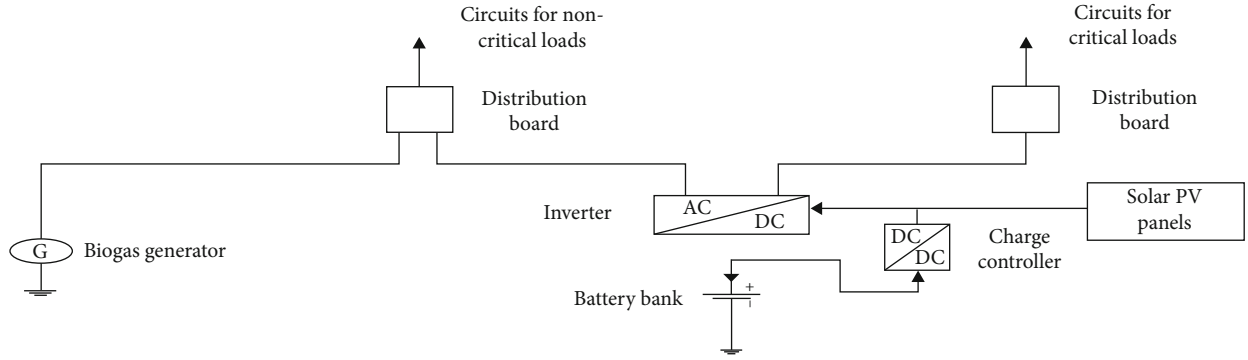 Circuits for non-
critical loads
Circuits for
critical loads
Distribution
board
Distribution
board
Inverter
AC
DC
Solar PV
panels
G
Biogas generator
DC
DC
Charge
controller
Battery bank
+
–